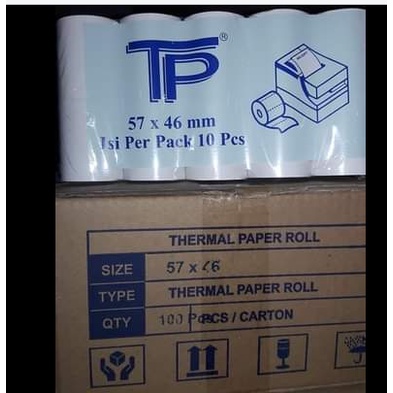 TP®
57 x 46 mm
Isi Per Pack 10 Pcs
THERMAL PAPER ROLL
SIZE 57 x 46
TYPE THERMAL PAPER ROLL
QTY 100 PCS / CARTON